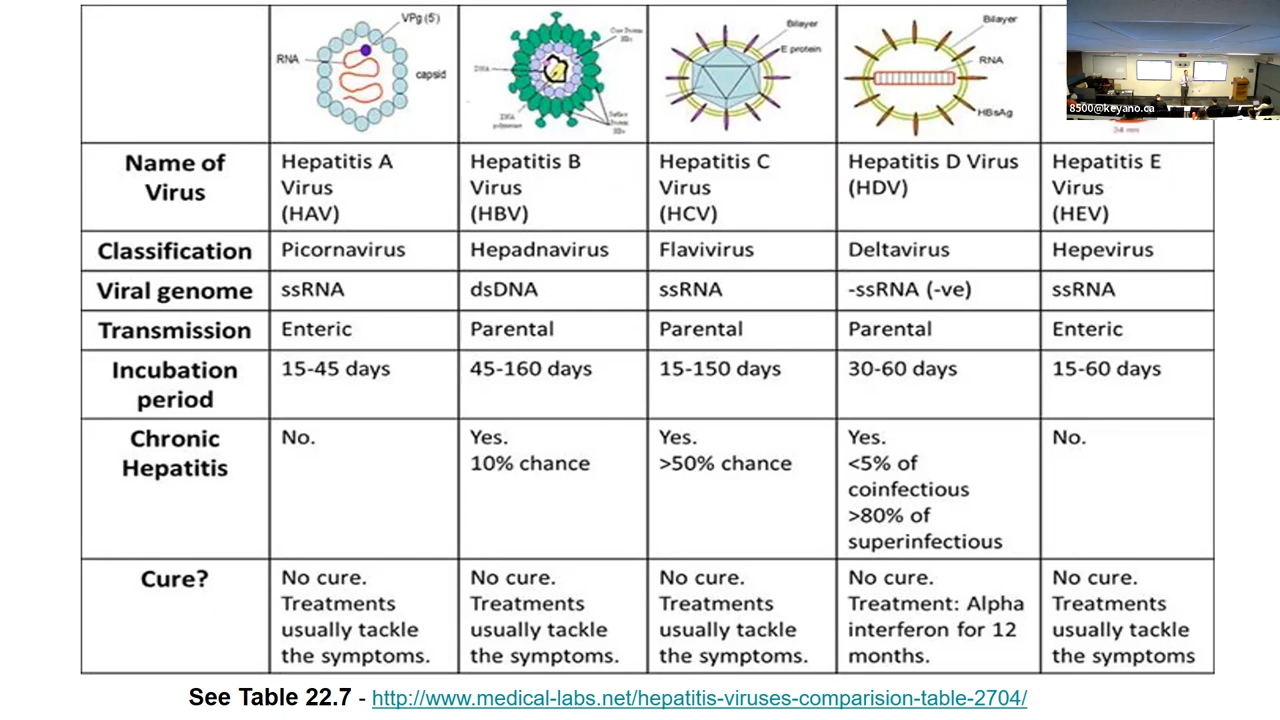 VPg (5')
RNA
capsid
DNA
Bilayer
E protein
Bilayer
RNA
HBsAg
8500@keyano.ca
34 nm
Name of Virus
Hepatitis A Virus (HAV)
Hepatitis B Virus (HBV)
Hepatitis C Virus (HCV)
Hepatitis D Virus (HDV)
Hepatitis E Virus (HEV)
Classification
Picornavirus
Hepadnavirus
Flavivirus
Deltavirus
Hepevirus
Viral genome
ssRNA
dsDNA
ssRNA
-ssRNA (-ve)
ssRNA
Transmission
Enteric
Parental
Parental
Parental
Enteric
Incubation period
15-45 days
45-160 days
15-150 days
30-60 days
15-60 days
Chronic Hepatitis
No.
Yes.
10% chance
Yes.
>50% chance
Yes.
<5% of
coinfectious
>80% of
superinfectious
No.
Cure?
No cure.
Treatments
usually tackle
the symptoms.
No cure.
Treatments
usually tackle
the symptoms.
No cure.
Treatments
usually tackle
the symptoms.
No cure.
Treatment: Alpha
interferon for 12
months.
No cure.
Treatments
usually tackle
the symptoms
See Table 22.7 - http://www.medical-labs.net/hepatitis-viruses-comparision-table-2704/